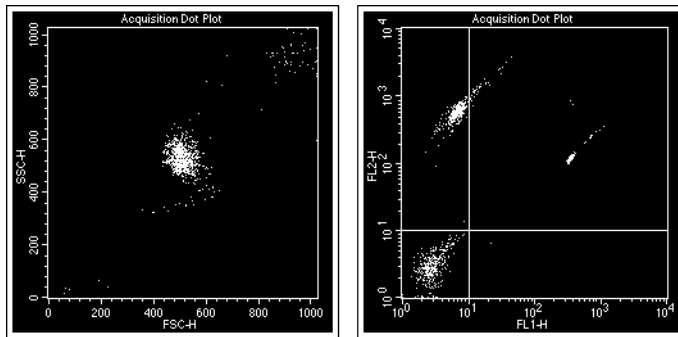 Acquisition Dot Plot
SSC-H
1000
800
600
400
200
0
0 200 400 600 800 1000
FSC-H
Acquisition Dot Plot
FL2-H
10^4
10^3
10^2
10^1
10^0
10^0 10^1 10^2 10^3 10^4
FL1-H